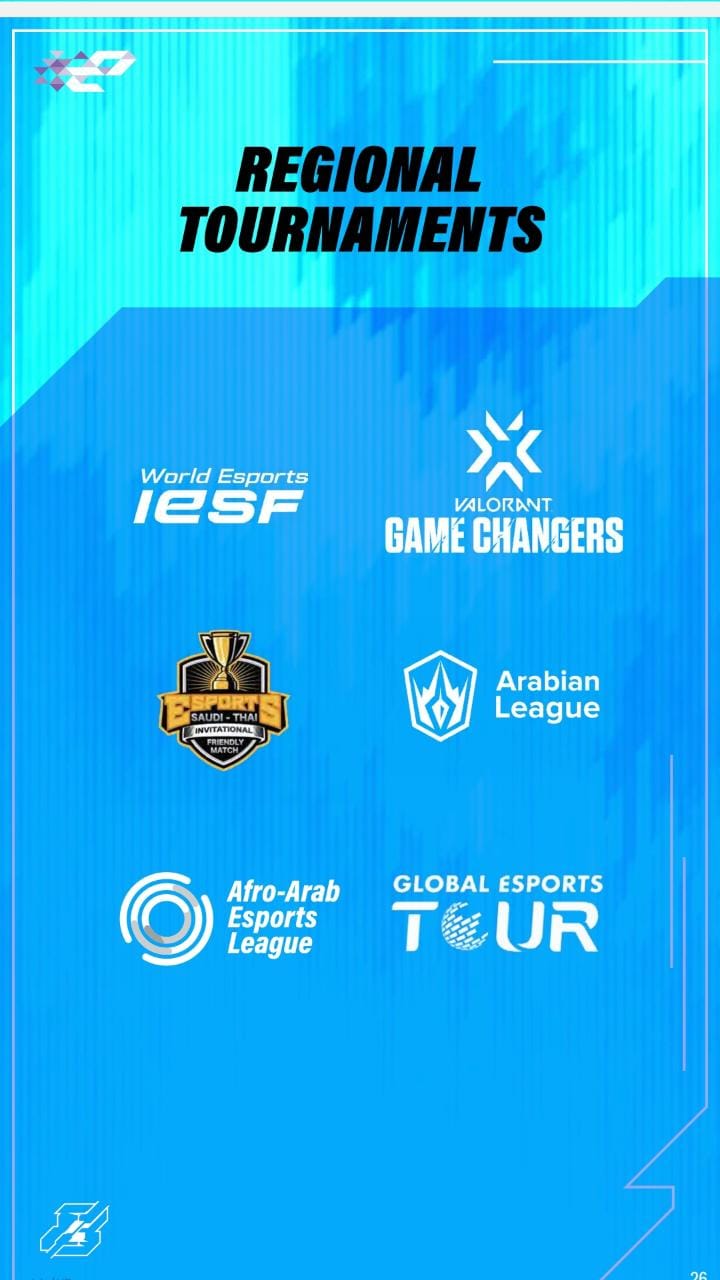 REGIONAL
TOURNAMENTS
World Esports
IESF
VALORANT
GAME CHANGERS
ESPORTS
SAUDI - THAI
INVITATIONAL
FRIENDLY
MATCH
Arabian
League
Afro-Arab
Esports
League
GLOBAL ESPORTS
TOUR
26